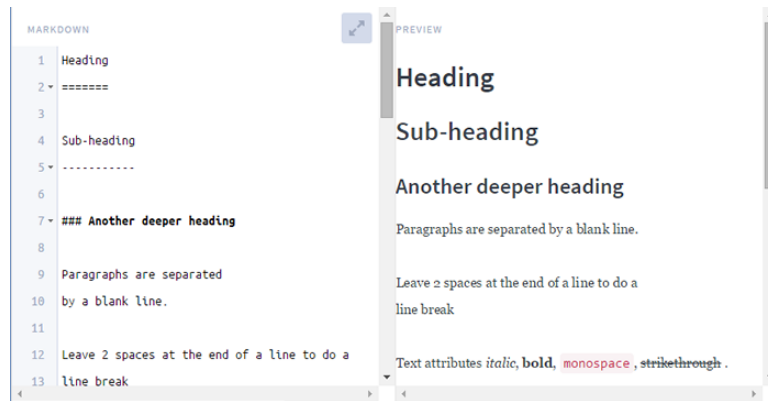 MARKDOWN
1 Heading
2 =======
3
4 Sub-heading
5 -----------
6
7 ### Another deeper heading
8
9 Paragraphs are separated
10 by a blank line.
11
12 Leave 2 spaces at the end of a line to do a
13 line break
PREVIEW
Heading
Sub-heading
Another deeper heading
Paragraphs are separated by a blank line.
Leave 2 spaces at the end of a line to do a
line break
Text attributes italic, bold, monospace , strikethrough .